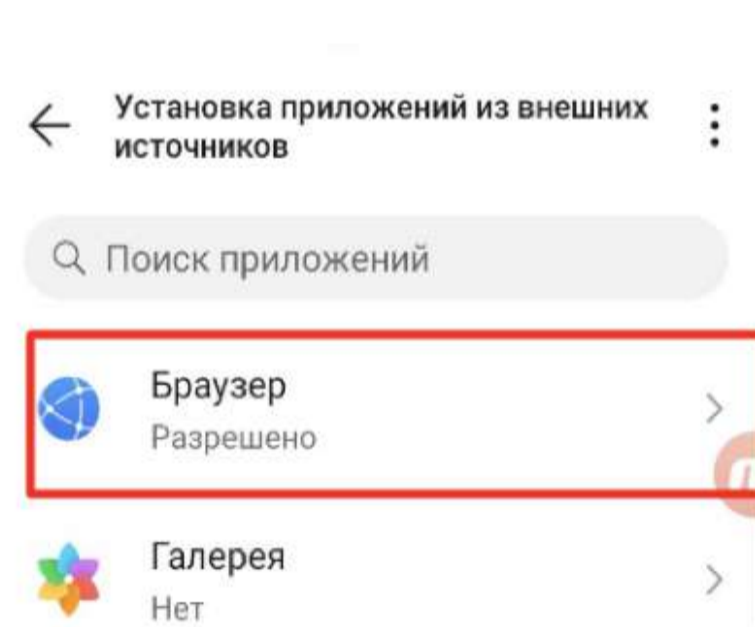 Установка приложений из внешних
источников
Поиск приложений
Браузер
Разрешено
Галерея
Нет